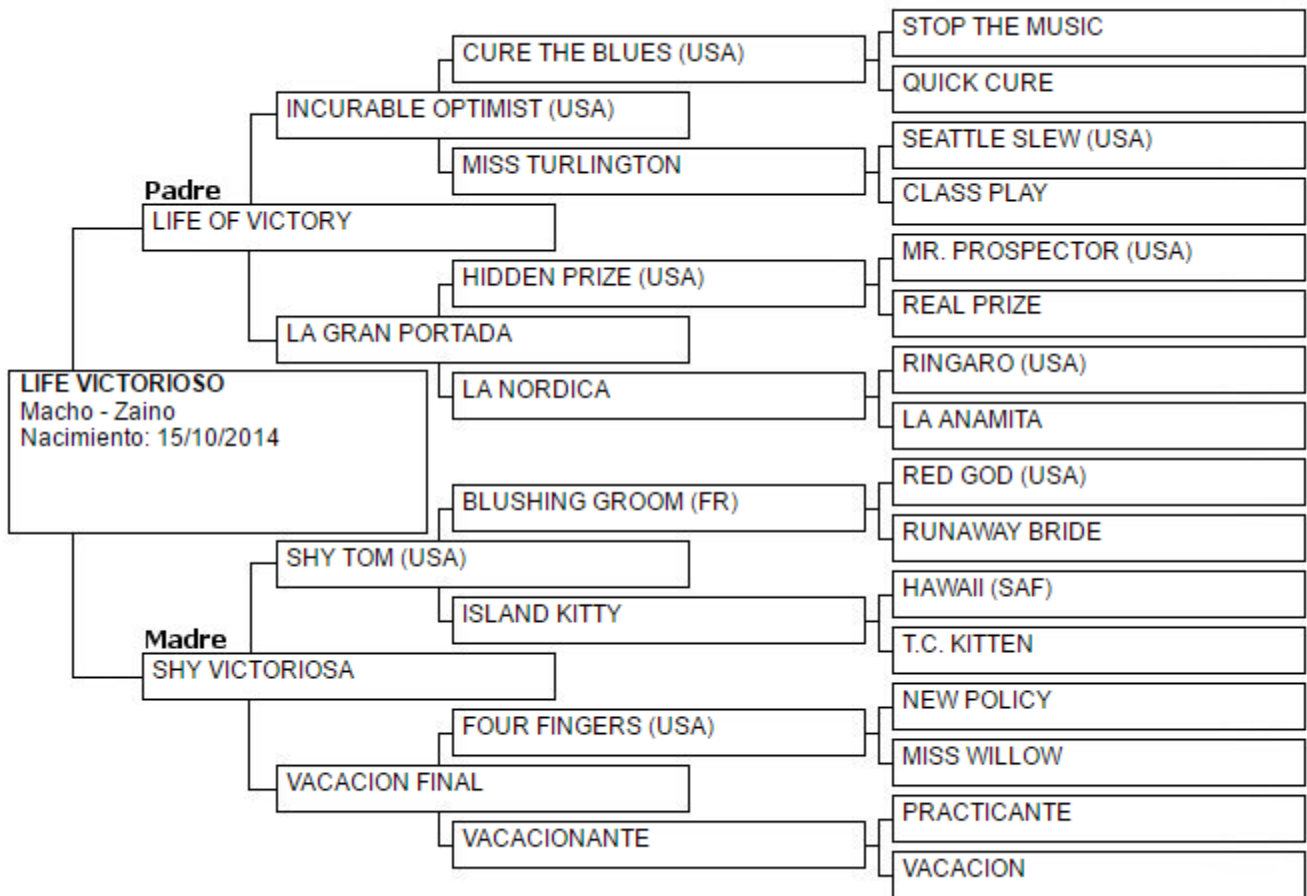 STOP THE MUSIC
CURE THE BLUES (USA)
QUICK CURE
INCURABLE OPTIMIST (USA)
SEATTLE SLEW (USA)
MISS TURLINGTON
CLASS PLAY
Padre
LIFE OF VICTORY
MR. PROSPECTOR (USA)
HIDDEN PRIZE (USA)
REAL PRIZE
LA GRAN PORTADA
RINGARO (USA)
LA NORDICA
LA ANAMITA
LIFE VICTORIOSO
Macho - Zaino
Nacimiento: 15/10/2014
RED GOD (USA)
BLUSHING GROOM (FR)
RUNAWAY BRIDE
SHY TOM (USA)
HAWAII (SAF)
ISLAND KITTY
T.C. KITTEN
Madre
SHY VICTORIOSA
NEW POLICY
FOUR FINGERS (USA)
MISS WILLOW
VACACION FINAL
PRACTICANTE
VACACIONANTE
VACACION